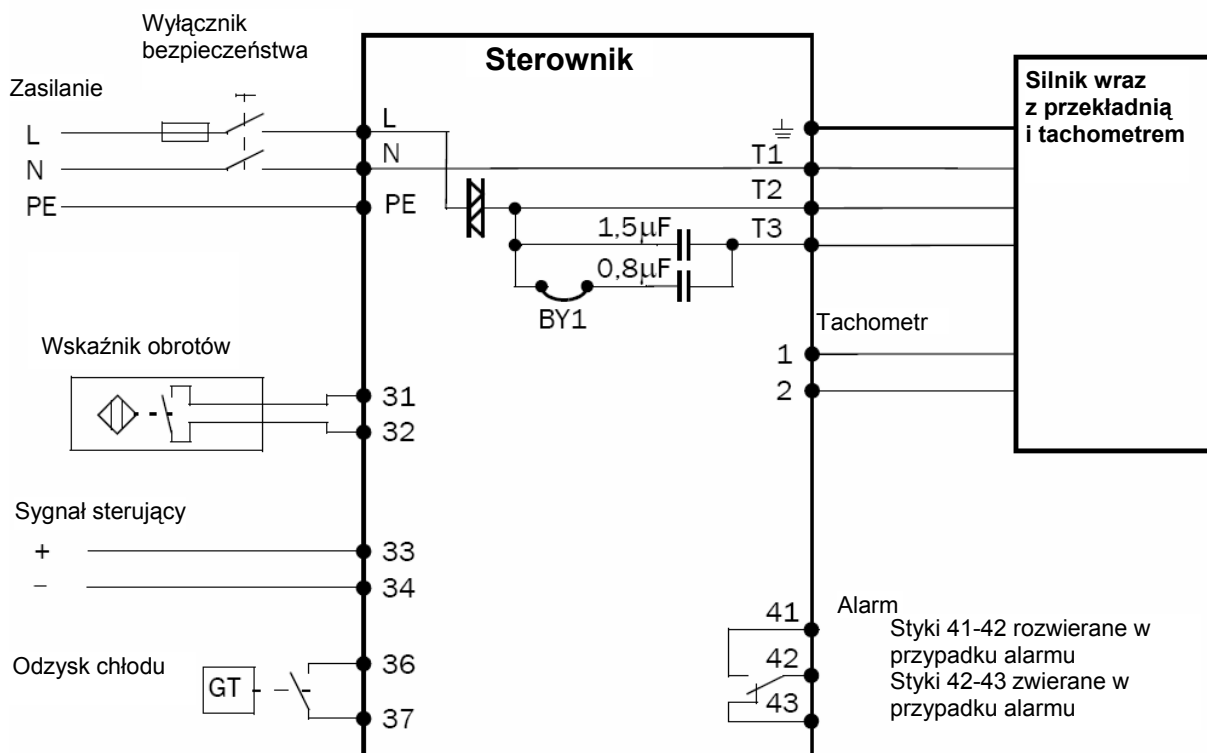 Wyłącznik
bezpieczeństwa
Sterownik
Zasilanie
L
N
PE
L
N
PE
T1
T2
T3
1,5μF
0,8μF
BY1
Silnik wraz
z przekładnią
i tachometrem
Tachometr
1
2
Wskaźnik obrotów
31
32
Sygnał sterujący
+
–
33
34
Odzysk chłodu
GT
36
37
41
42
43
Alarm
Styki 41-42 rozwierane w
przypadku alarmu
Styki 42-43 zwierane w
przypadku alarmu